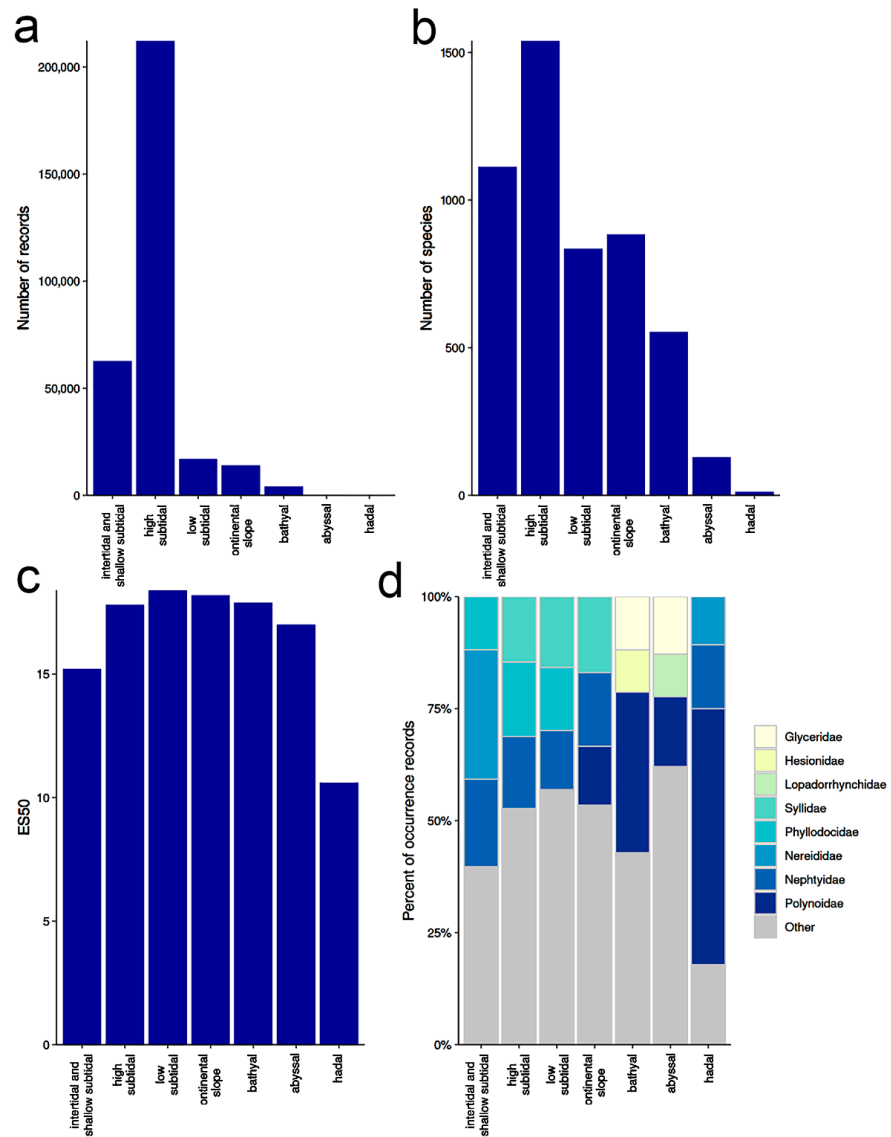 a
Number of records
200,000
150,000
100,000
50,000
0
intertidal and
shallow subtidal
high
subtidal
low
subtidal
ontinental
slope
bathyal
abyssal
hadal
b
Number of species
1500
1000
500
0
intertidal and
shallow subtidal
high
subtidal
low
subtidal
ontinental
slope
bathyal
abyssal
hadal
c
ES50
15
10
5
0
intertidal and
shallow subtidal
high
subtidal
low
subtidal
ontinental
slope
bathyal
abyssal
hadal
d
Percent of occurrence records
100%
75%
50%
25%
0%
intertidal and
shallow subtidal
high
subtidal
low
subtidal
ontinental
slope
bathyal
abyssal
hadal
Glyceridae
Hesionidae
Lopadorrhynchidae
Syllidae
Phyllodocidae
Nereididae
Nephtyidae
Polynoidae
Other